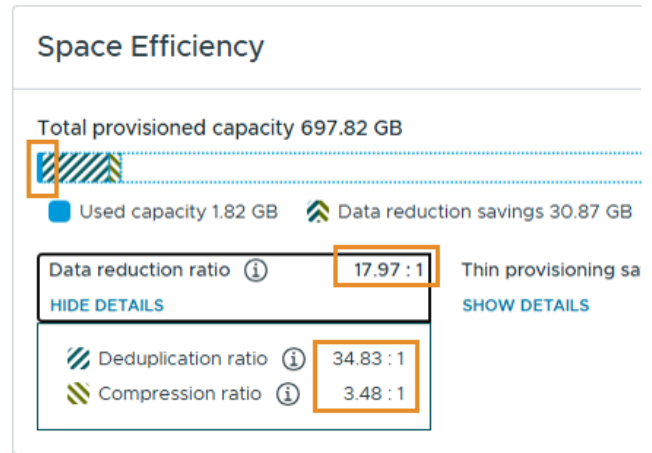 Space Efficiency
Total provisioned capacity 697.82 GB
Used capacity 1.82 GB Data reduction savings 30.87 GB
Data reduction ratio 17.97 : 1 Thin provisioning sa
HIDE DETAILS SHOW DETAILS
Deduplication ratio 34.83 : 1
Compression ratio 3.48 : 1